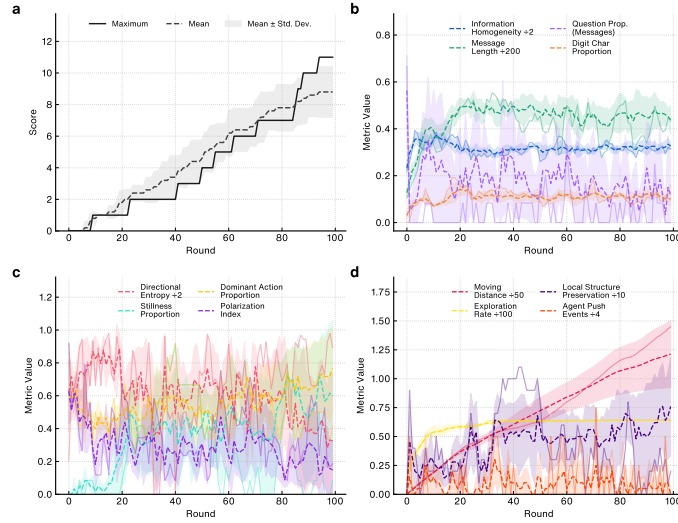 a
Maximum
Mean
Mean ± Std. Dev.
12
10
8
6
4
2
0
Score
0
20
40
60
80
100
Round
b
Information
Homogeneity ÷2
Message
Length ÷200
Question Prop.
(Messages)
Digit Char
Proportion
0.8
0.6
0.4
0.2
0.0
Metric Value
0
20
40
60
80
100
Round
c
Directional
Entropy ÷2
Stillness
Proportion
Dominant Action
Proportion
Polarization
Index
1.2
1.0
0.8
0.6
0.4
0.2
0.0
Metric Value
0
20
40
60
80
100
Round
d
Moving
Distance ÷50
Exploration
Rate ÷100
Local Structure
Preservation ÷10
Agent Push
Events ÷4
1.75
1.50
1.25
1.00
0.75
0.50
0.25
0.00
Metric Value
0
20
40
60
80
100
Round